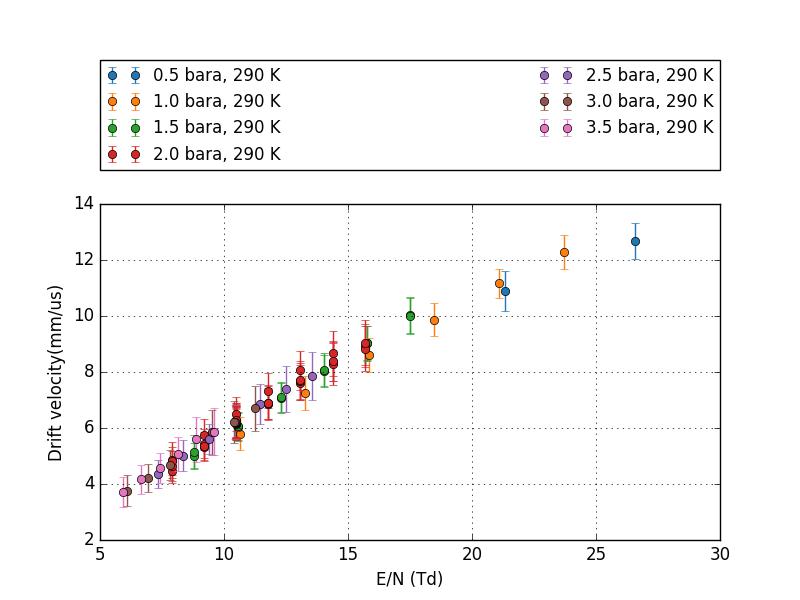 0.5 bara, 290 K
1.0 bara, 290 K
1.5 bara, 290 K
2.0 bara, 290 K
2.5 bara, 290 K
3.0 bara, 290 K
3.5 bara, 290 K
14
12
10
8
6
4
2
Drift velocity(mm/us)
5 10 15 20 25 30
E/N (Td)